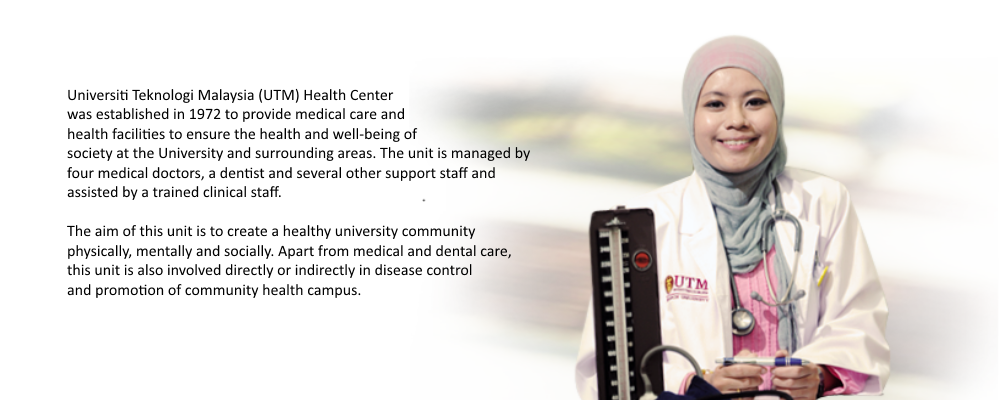 Universiti Teknologi Malaysia (UTM) Health Center
was established in 1972 to provide medical care and
health facilities to ensure the health and well-being of
society at the University and surrounding areas. The unit is managed by
four medical doctors, a dentist and several other support staff and
assisted by a trained clinical staff.
The aim of this unit is to create a healthy university community
physically, mentally and socially. Apart from medical and dental care,
this unit is also involved directly or indirectly in disease control
and promotion of community health campus.
UTM